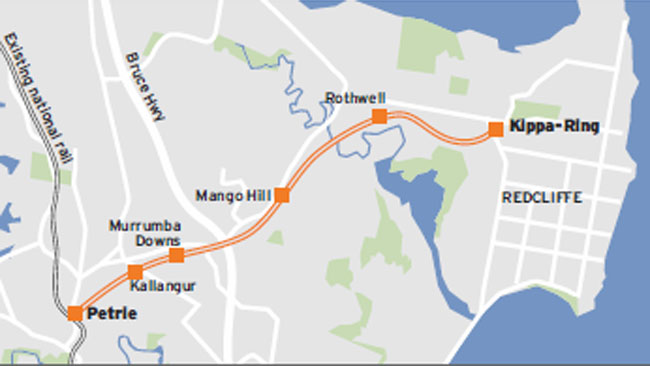 Existing national rail
Bruce Hwy
Rothwell
Kippa-Ring
Mango Hill
REDCLIFFE
Murrumba
Downs
Kallangur
Petrie